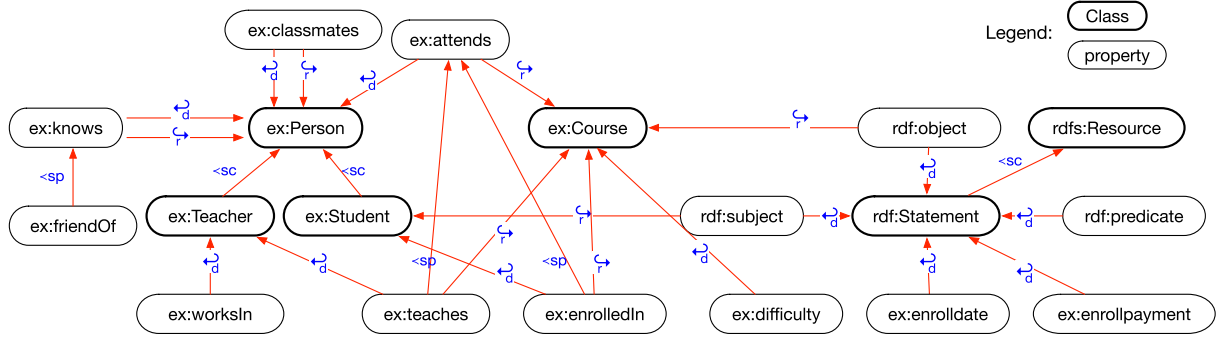 ex:classmates
ex:attends
Legend:
Class
property
d
r
d
r
d
r
ex:knows
ex:Person
ex:Course
r
rdf:object
rdfs:Resource
≺sp
≺sc
≺sc
d
≺sc
ex:friendOf
ex:Teacher
ex:Student
r
rdf:subject
d
rdf:Statement
d
rdf:predicate
d
d
≺sp
r
≺sp
d
r
d
d
d
ex:worksIn
ex:teaches
ex:enrolledIn
ex:difficulty
ex:enrolldate
ex:enrollpayment